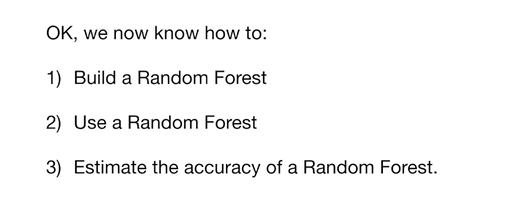 OK, we now know how to:
1) Build a Random Forest
2) Use a Random Forest
3) Estimate the accuracy of a Random Forest.